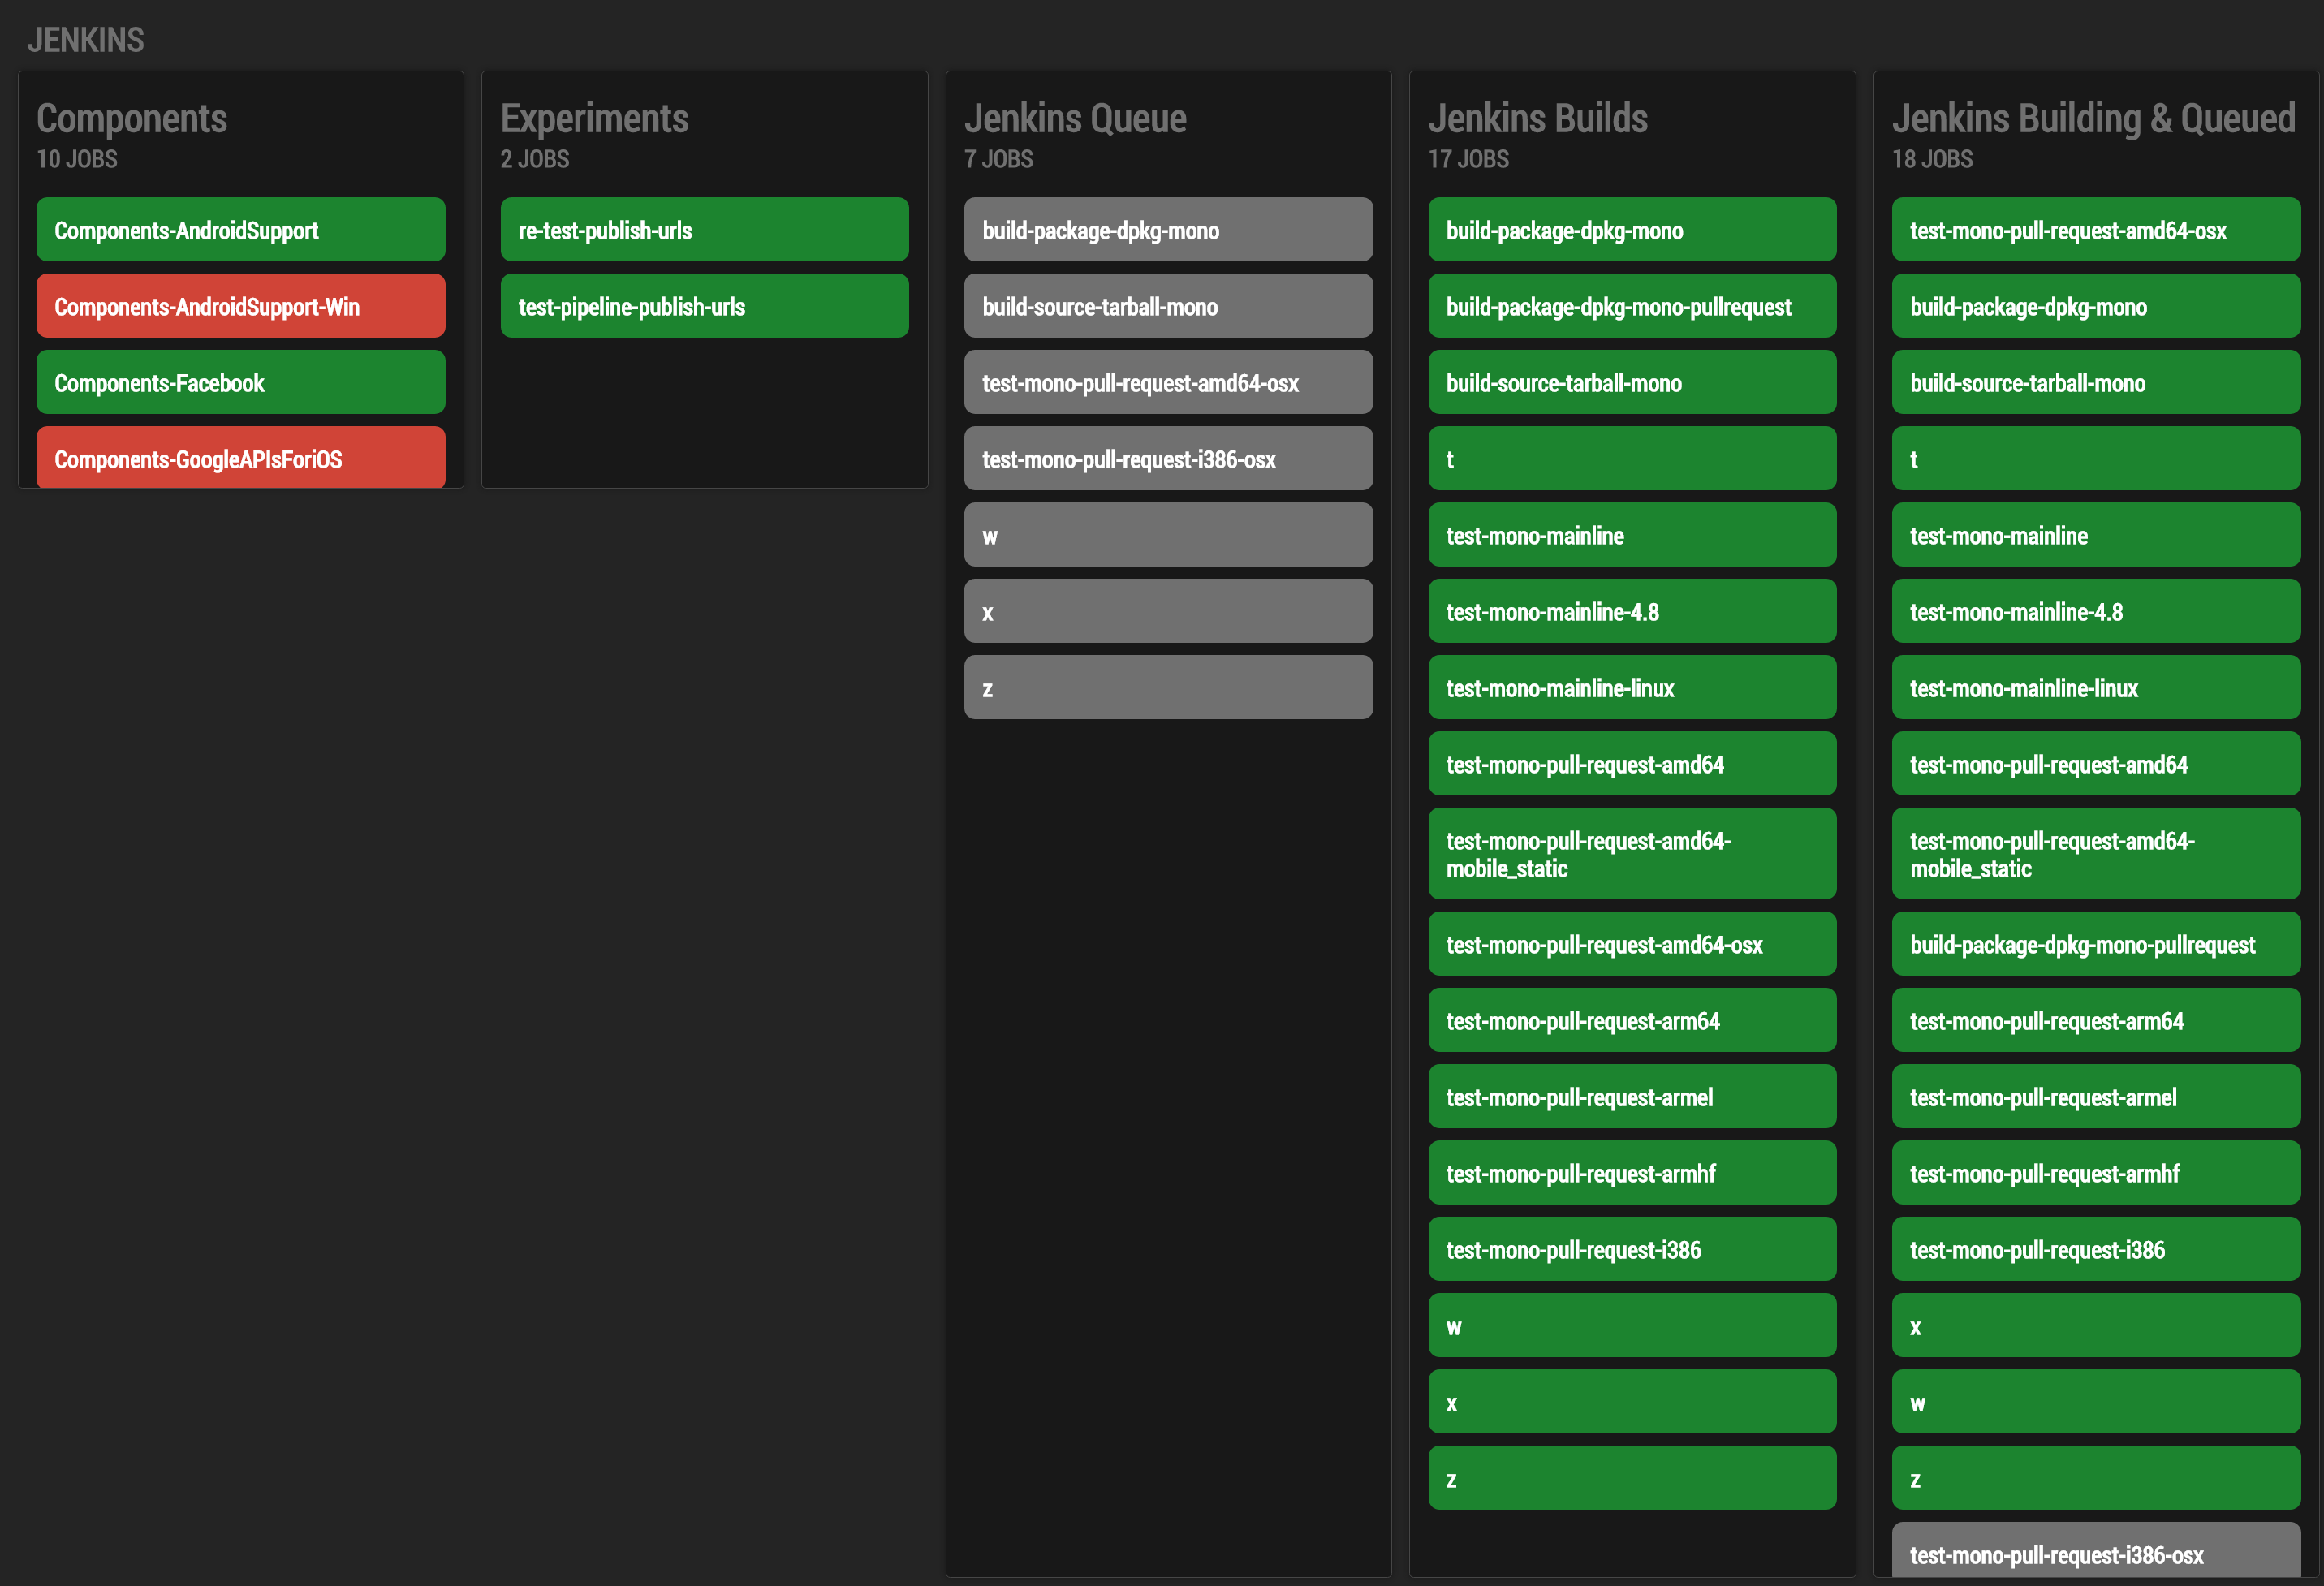 JENKINS
Components
10 JOBS
Components-AndroidSupport
Components-AndroidSupport-Win
Components-Facebook
Components-GoogleAPIsForiOS
Experiments
2 JOBS
re-test-publish-urls
test-pipeline-publish-urls
Jenkins Queue
7 JOBS
build-package-dpkg-mono
build-source-tarball-mono
test-mono-pull-request-amd64-osx
test-mono-pull-request-i386-osx
w
x
z
Jenkins Builds
17 JOBS
build-package-dpkg-mono
build-package-dpkg-mono-pullrequest
build-source-tarball-mono
t
test-mono-mainline
test-mono-mainline-4.8
test-mono-mainline-linux
test-mono-pull-request-amd64
test-mono-pull-request-amd64-
mobile_static
test-mono-pull-request-amd64-osx
test-mono-pull-request-arm64
test-mono-pull-request-armel
test-mono-pull-request-armhf
test-mono-pull-request-i386
w
x
z
Jenkins Building & Queued
18 JOBS
test-mono-pull-request-amd64-osx
build-package-dpkg-mono
build-source-tarball-mono
t
test-mono-mainline
test-mono-mainline-4.8
test-mono-mainline-linux
test-mono-pull-request-amd64
test-mono-pull-request-amd64-
mobile_static
build-package-dpkg-mono-pullrequest
test-mono-pull-request-arm64
test-mono-pull-request-armel
test-mono-pull-request-armhf
test-mono-pull-request-i386
x
w
z
test-mono-pull-request-i386-osx